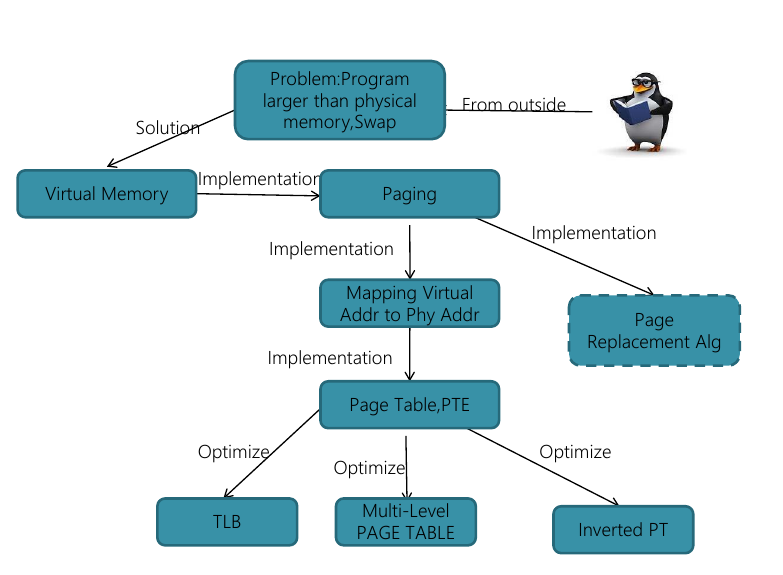 Problem:Program
larger than physical
memory,Swap
From outside
Solution
Virtual Memory
Implementation
Paging
Implementation
Implementation
Mapping Virtual
Addr to Phy Addr
Page
Replacement Alg
Implementation
Page Table,PTE
Optimize
Optimize
Optimize
TLB
Multi-Level
PAGE TABLE
Inverted PT